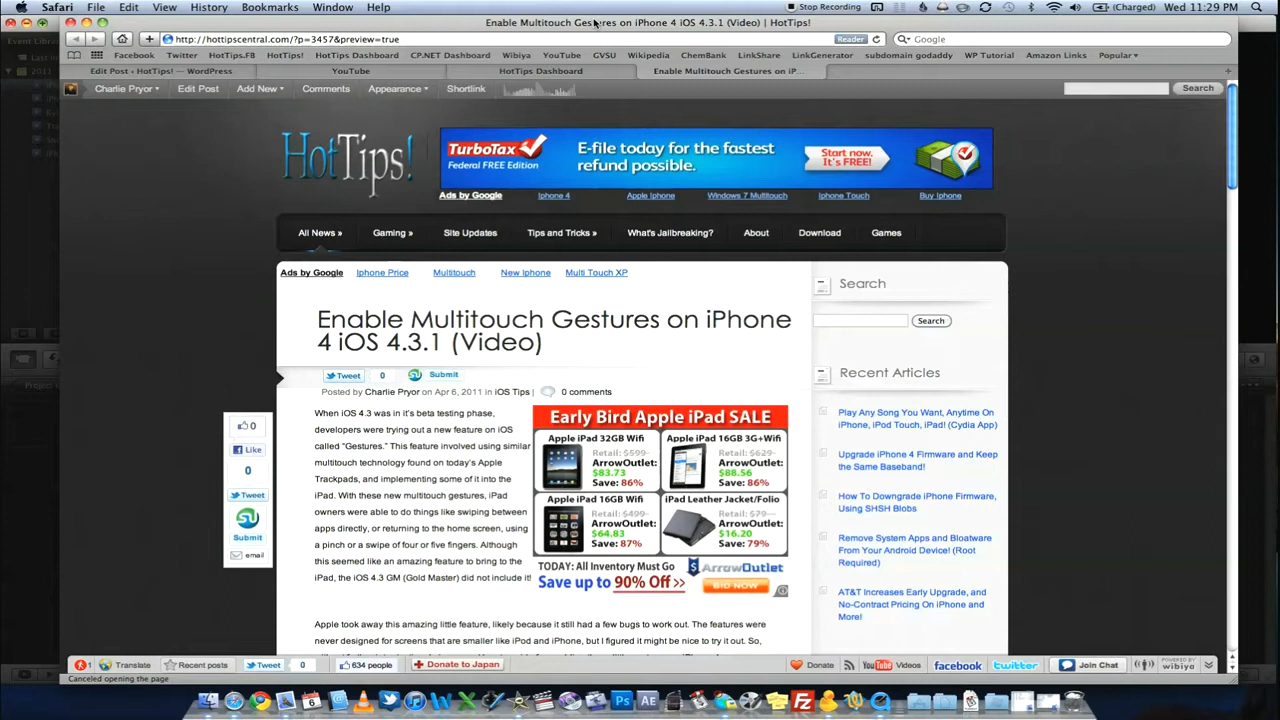 Safari File Edit View History Bookmarks Window Help Stop Recording (Charged) Wed 11:29 PM
Enable Multitouch Gestures on iPhone 4 iOS 4.3.1 (Video) | HotTips!
http://hottipscentral.com/?p=3457&preview=true Reader Google
Facebook Twitter HotTips.FB HotTips! HotTips Dashboard CP.NET Dashboard Wibiya YouTube GVSU Wikipedia ChemBank LinkShare LinkGenerator subdomain godaddy WP Tutorial Amazon Links Popular
Edit Post ‹ HotTips! — WordPress YouTube HotTips Dashboard Enable Multitouch Gestures on iP...
Charlie Pryor Edit Post Add New Comments Appearance Shortlink Search
HotTips!
TurboTax
Federal FREE Edition
E-file today for the fastest
refund possible.
Start now.
It's FREE!
Ads by Google Iphone 4 Apple Iphone Windows 7 Multitouch Iphone Touch Buy Iphone
All News » Gaming » Site Updates Tips and Tricks » What's Jailbreaking? About Download Games
Ads by Google Iphone Price Multitouch New Iphone Multi Touch XP
Enable Multitouch Gestures on iPhone
4 iOS 4.3.1 (Video)
Tweet 0 Submit
Posted by Charlie Pryor on Apr 6, 2011 in iOS Tips | 0 comments
When iOS 4.3 was in it's beta testing phase,
developers were trying out a new feature on iOS
called "Gestures." This feature involved using similar
multitouch technology found on today's Apple
Trackpads, and implementing some of it into the
iPad. With these new multitouch gestures, iPad
owners were able to do things like swiping between
apps directly, or returning to the home screen, using
a pinch or a swipe of four or five fingers. Although
this seemed like an amazing feature to bring to the
iPad, the iOS 4.3 GM (Gold Master) did not include it!
Apple took away this amazing little feature, likely because it still had a few bugs to work out. The features were
never designed for screens that are smaller like iPod and iPhone, but I figured it might be nice to try it out. So,
Early Bird Apple iPad SALE
Apple iPad 32GB Wifi
Retail: $599
ArrowOutlet:
$83.73
Save: 86%
Apple iPad 16GB 3G+Wifi
Retail: $629
ArrowOutlet:
$88.56
Save: 86%
Apple iPad 16GB Wifi
Retail: $499
ArrowOutlet:
$64.83
Save: 87%
iPad Leather Jacket/Folio
Retail: $79
ArrowOutlet:
$16.20
Save: 79%
TODAY: All Inventory Must Go
Save up to 90% Off >>
ArrowOutlet
BID NOW
0
Like
0
Tweet
Submit
email
Search
Search
Recent Articles
Play Any Song You Want, Anytime On
iPhone, iPod Touch, iPad! (Cydia App)
Upgrade iPhone 4 Firmware and Keep
the Same Baseband!
How To Downgrade iPhone Firmware,
Using SHSH Blobs
Remove System Apps and Bloatware
From Your Android Device! (Root
Required)
AT&T Increases Early Upgrade, and
No-Contract Pricing On iPhone and
More!
1 Translate Recent posts Tweet 0 634 people Donate to Japan Donate YouTube Videos facebook twitter Join Chat POWERED BY wibiya
Canceled opening the page